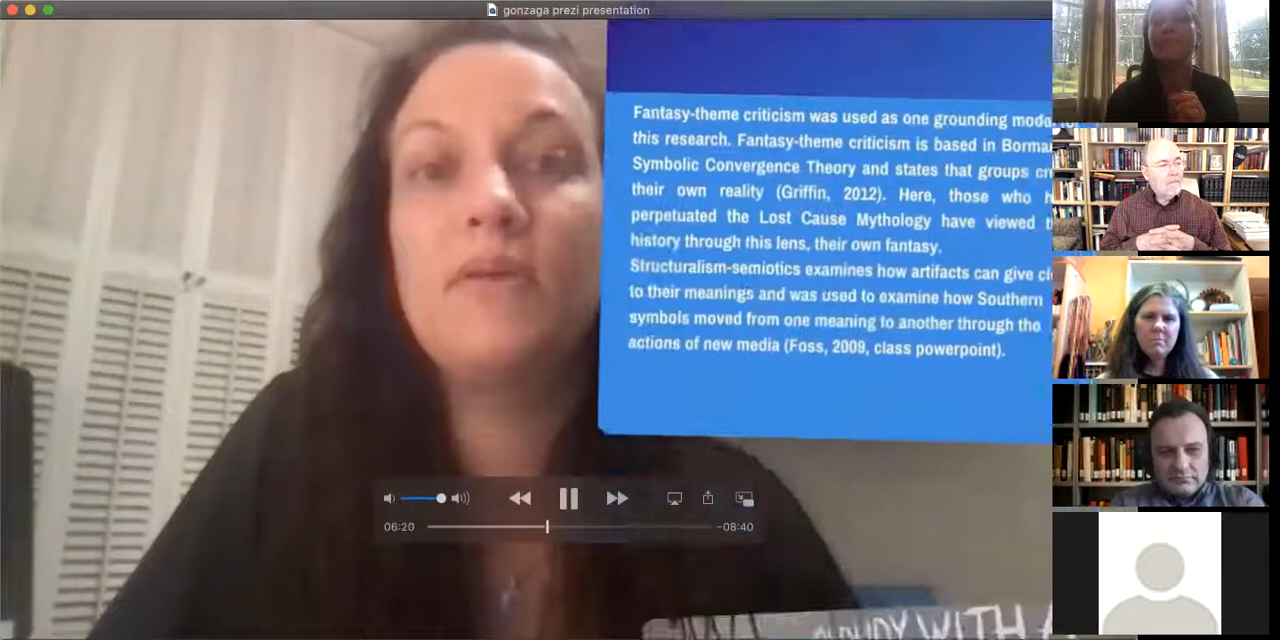 gonzaga prezi presentation
Fantasy-theme criticism was used as one grounding
this research. Fantasy-theme criticism is based in
Symbolic Convergence Theory and states that groups
their own reality (Griffin, 2012). Here, those who
perpetuated the Lost Cause Mythology have viewed
history through this lens, their own fantasy.
Structuralism-semiotics examines how artifacts can give
to their meanings and was used to examine how Southern
symbols moved from one meaning to another through the
actions of new media (Foss, 2009, class powerpoint).
06:20
-08:40
WITH